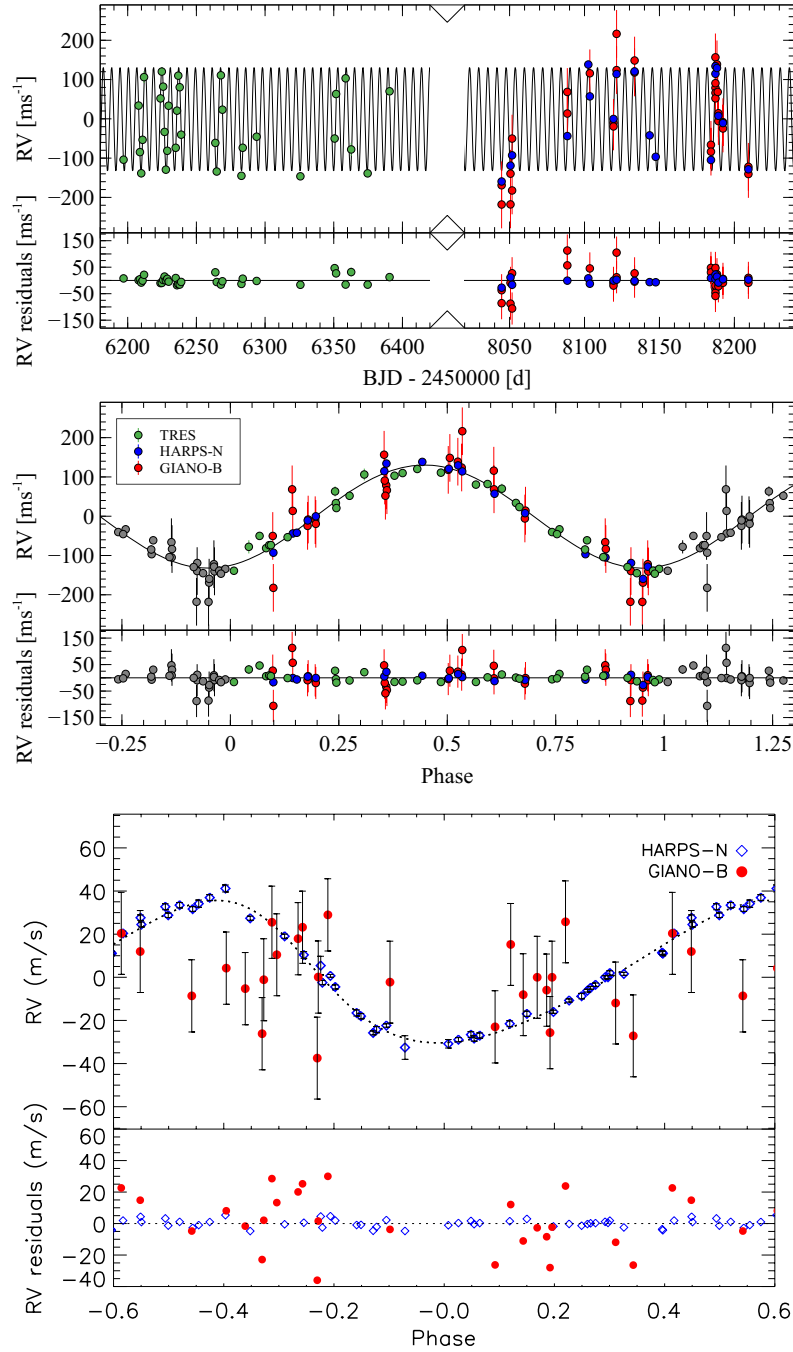 200
100
0
−100
−200
RV [ms⁻¹]
150
50
−50
−150
RV residuals [ms⁻¹]
6200 6250 6300 6350 6400 8050 8100 8150 8200
BJD - 2450000 [d]
TRES
HARPS-N
GIANO-B
200
100
0
−100
−200
RV [ms⁻¹]
150
50
−50
−150
RV residuals [ms⁻¹]
−0.25 0 0.25 0.5 0.75 1 1.25
Phase
HARPS−N
GIANO−B
60
40
20
0
−20
−40
−60
RV (m/s)
60
40
20
0
−20
−40
RV residuals (m/s)
−0.6 −0.4 −0.2 −0.0 0.2 0.4 0.6
Phase